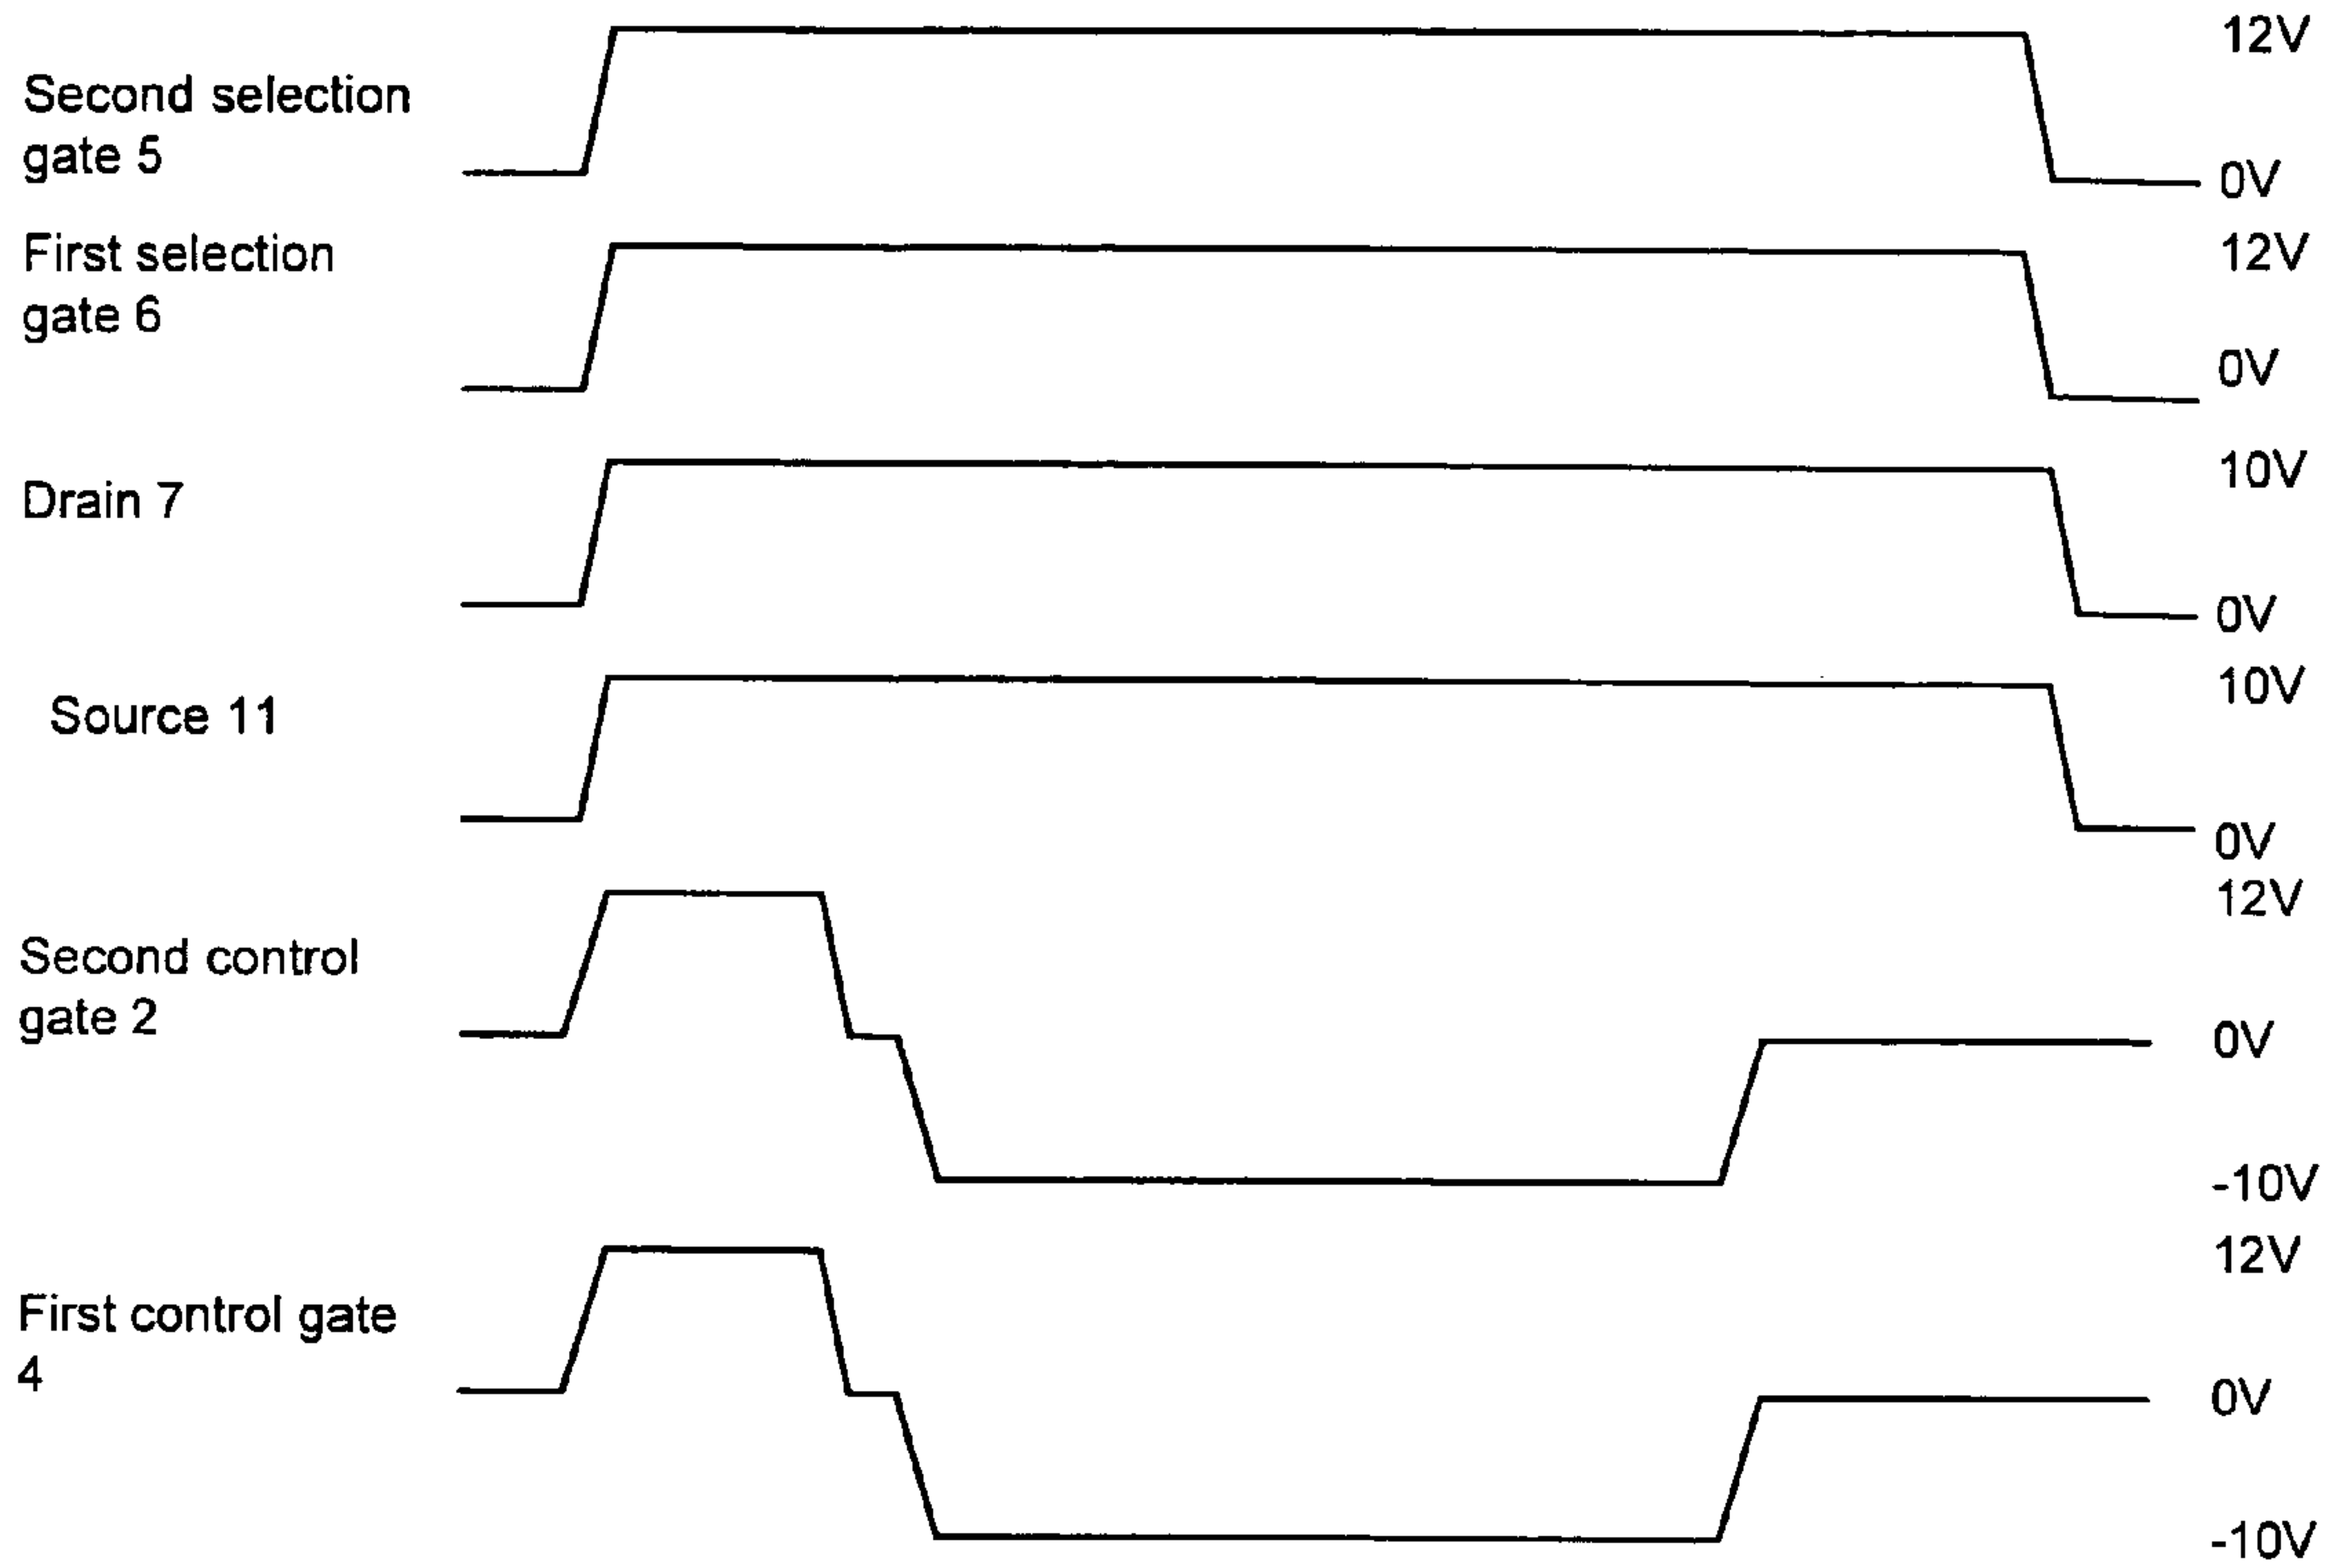 12V
Second selection
gate 5
0V
First selection
gate 6
12V
0V
Drain 7
10V
0V
Source 11
10V
0V
12V
Second control
gate 2
0V
-10V
12V
First control gate
4
0V
-10V